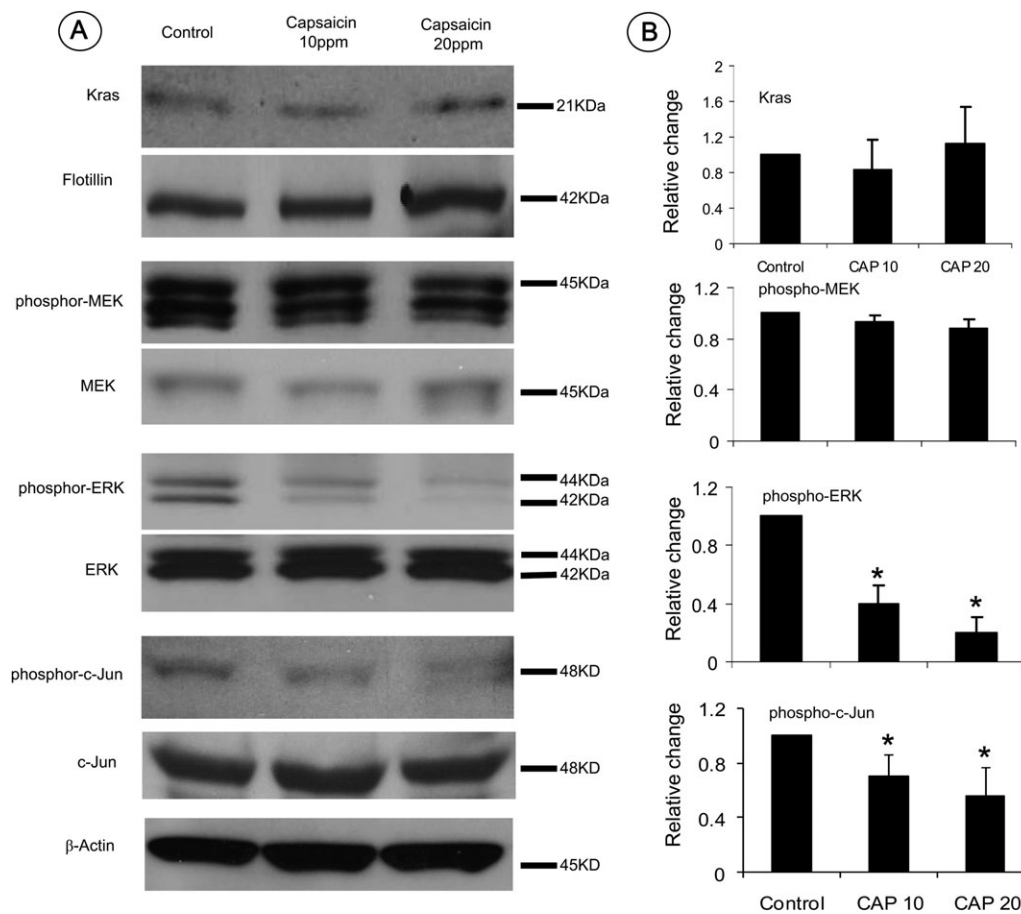 A
Control
Capsaicin
10ppm
Capsaicin
20ppm
Kras
21KDa
Flotillin
42KDa
phosphor-MEK
45KDa
MEK
45KDa
phosphor-ERK
44KDa
42KDa
ERK
44KDa
42KDa
phosphor-c-Jun
48KD
c-Jun
48KD
β-Actin
45KD
B
Relative change
2
1.6
1.2
0.8
0.4
0
Kras
Control CAP 10 CAP 20
Relative change
1.2
0.8
0.4
0
phospho-MEK
Relative change
1.2
0.8
0.4
0
phospho-ERK
* *
Relative change
1.2
0.8
0.4
0
phospho-c-Jun
* *
Control CAP 10 CAP 20